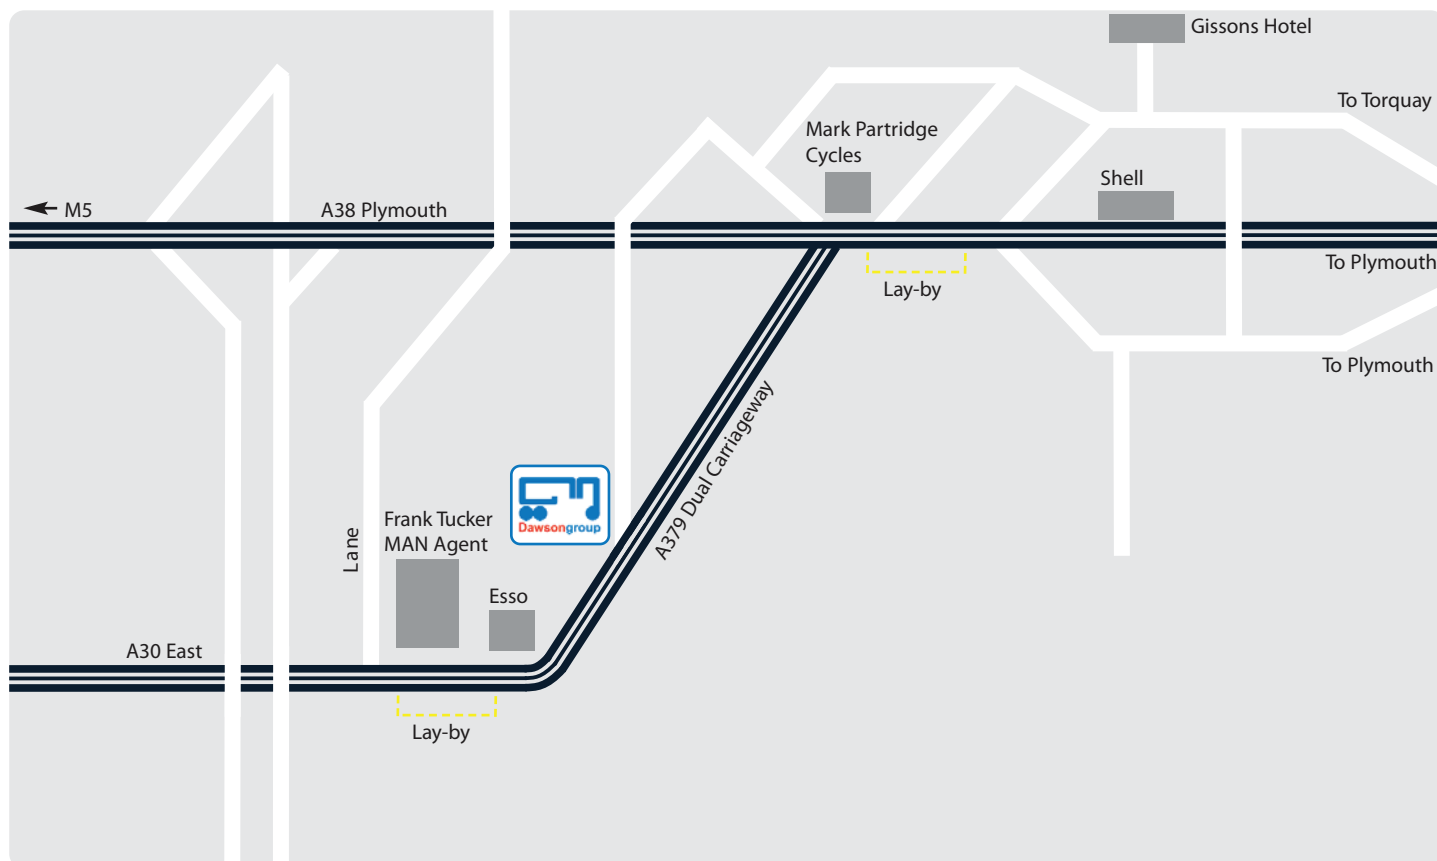 Gissons Hotel
To Torquay
Mark Partridge
Cycles
Shell
M5
A38 Plymouth
To Plymouth
Lay-by
To Plymouth
A379 Dual Carriageway
Dawsongroup
Lane
Frank Tucker
MAN Agent
Esso
A30 East
Lay-by